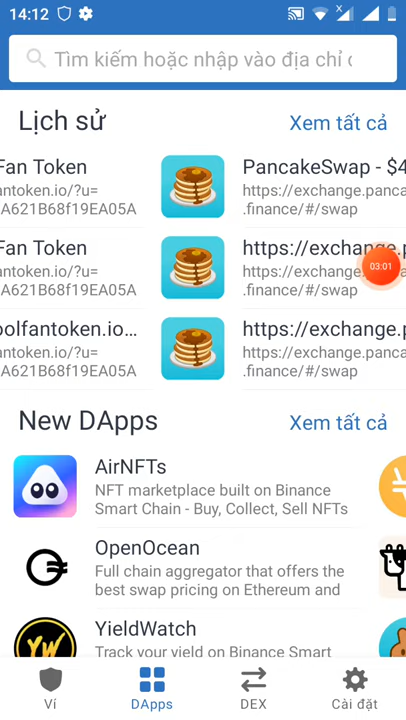 14:12
Tìm kiếm hoặc nhập vào địa chỉ
Lịch sử
Xem tất cả
Fan Token
antoken.io/?u=
A621B68f19EA05A
PancakeSwap - $4
https://exchange.panca
.finance/#/swap
Fan Token
antoken.io/?u=
A621B68f19EA05A
https://exchange.p
https://exchange.panca
.finance/#/swap
03:01
oolfantoken.io...
antoken.io/?u=
A621B68f19EA05A
https://exchange.p
https://exchange.panca
.finance/#/swap
New DApps
Xem tất cả
AirNFTs
NFT marketplace built on Binance
Smart Chain - Buy, Collect, Sell NFTs
OpenOcean
Full chain aggregator that offers the
best swap pricing on Ethereum and
YW
YieldWatch
Track your yield on Binance Smart
Ví
DApps
DEX
Cài đặt